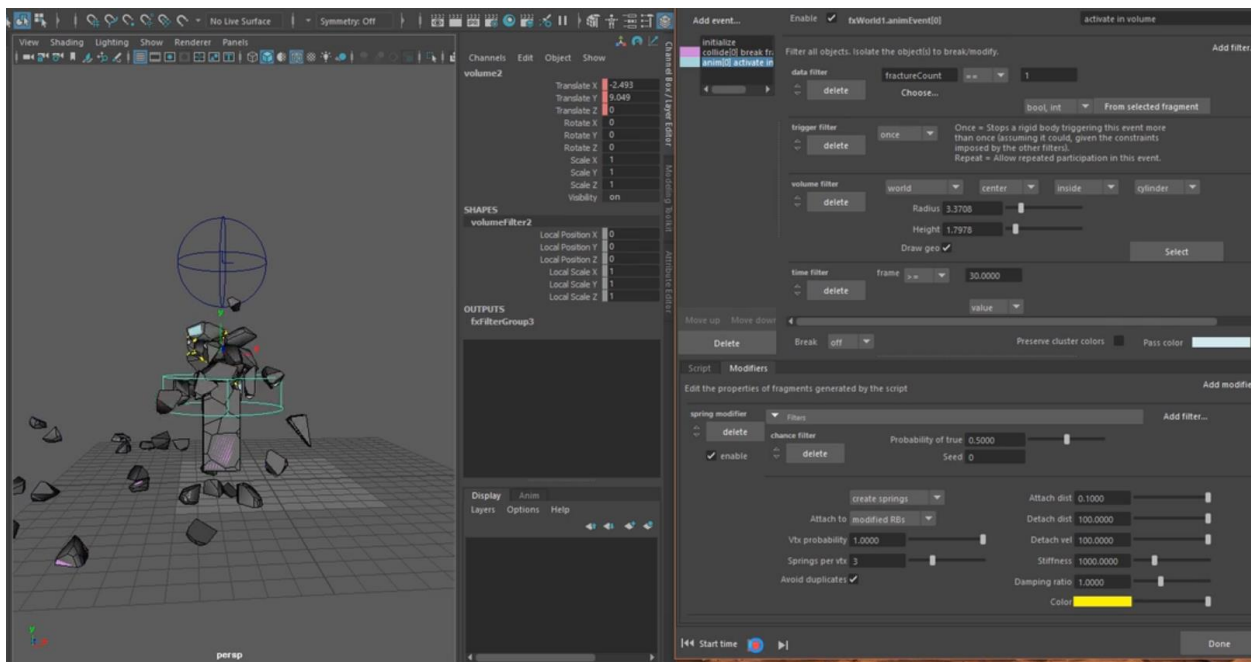 No Live Surface
Symmetry: Off
View Shading Lighting Show Renderer Panels
y
x
y
persp
Channels Edit Object Show
volume2
Translate X -2.493
Translate Y 9.049
Translate Z 0
Rotate X 0
Rotate Y 0
Rotate Z 0
Scale X 1
Scale Y 1
Scale Z 1
Visibility on
SHAPES
volumeFilter2
Local Position X 0
Local Position Y 0
Local Position Z 0
Local Scale X 1
Local Scale Y 1
Local Scale Z 1
OUTPUTS
fxFilterGroup3
Display Anim
Layers Options Help
Channel Box / Layer Editor
Modeling Toolkit
Attribute Editor
Add event...
initialize
collide[0] break fra
anim[0] activate in
Move up Move down
Delete
Enable fxWorld1.animEvent[0] activate in volume
Filter all objects. Isolate the object(s) to break/modify.
Add filter
data filter
delete
fractureCount == 1
Choose...
bool, int From selected fragment
trigger filter
delete
once
Once = Stops a rigid body triggering this event more
than once (assuming it could, given the constraints
imposed by the other filters).
Repeat = Allow repeated participation in this event.
volume filter
delete
world center inside cylinder
Radius 3.3708
Height 1.7978
Draw geo
Select
time filter
delete
frame >= 30.0000
value
Break off Preserve cluster colors Pass color
Script Modifiers
Edit the properties of fragments generated by the script
Add modifie
spring modifier
delete
enable
Filters
Add filter...
chance filter
delete
Probability of true 0.5000
Seed 0
create springs
Attach to modified RBs
Vtx probability 1.0000
Springs per vtx 3
Avoid duplicates
Attach dist 0.1000
Detach dist 100.0000
Detach vel 100.0000
Stiffness 1000.0000
Damping ratio 1.0000
Color
Start time
Done